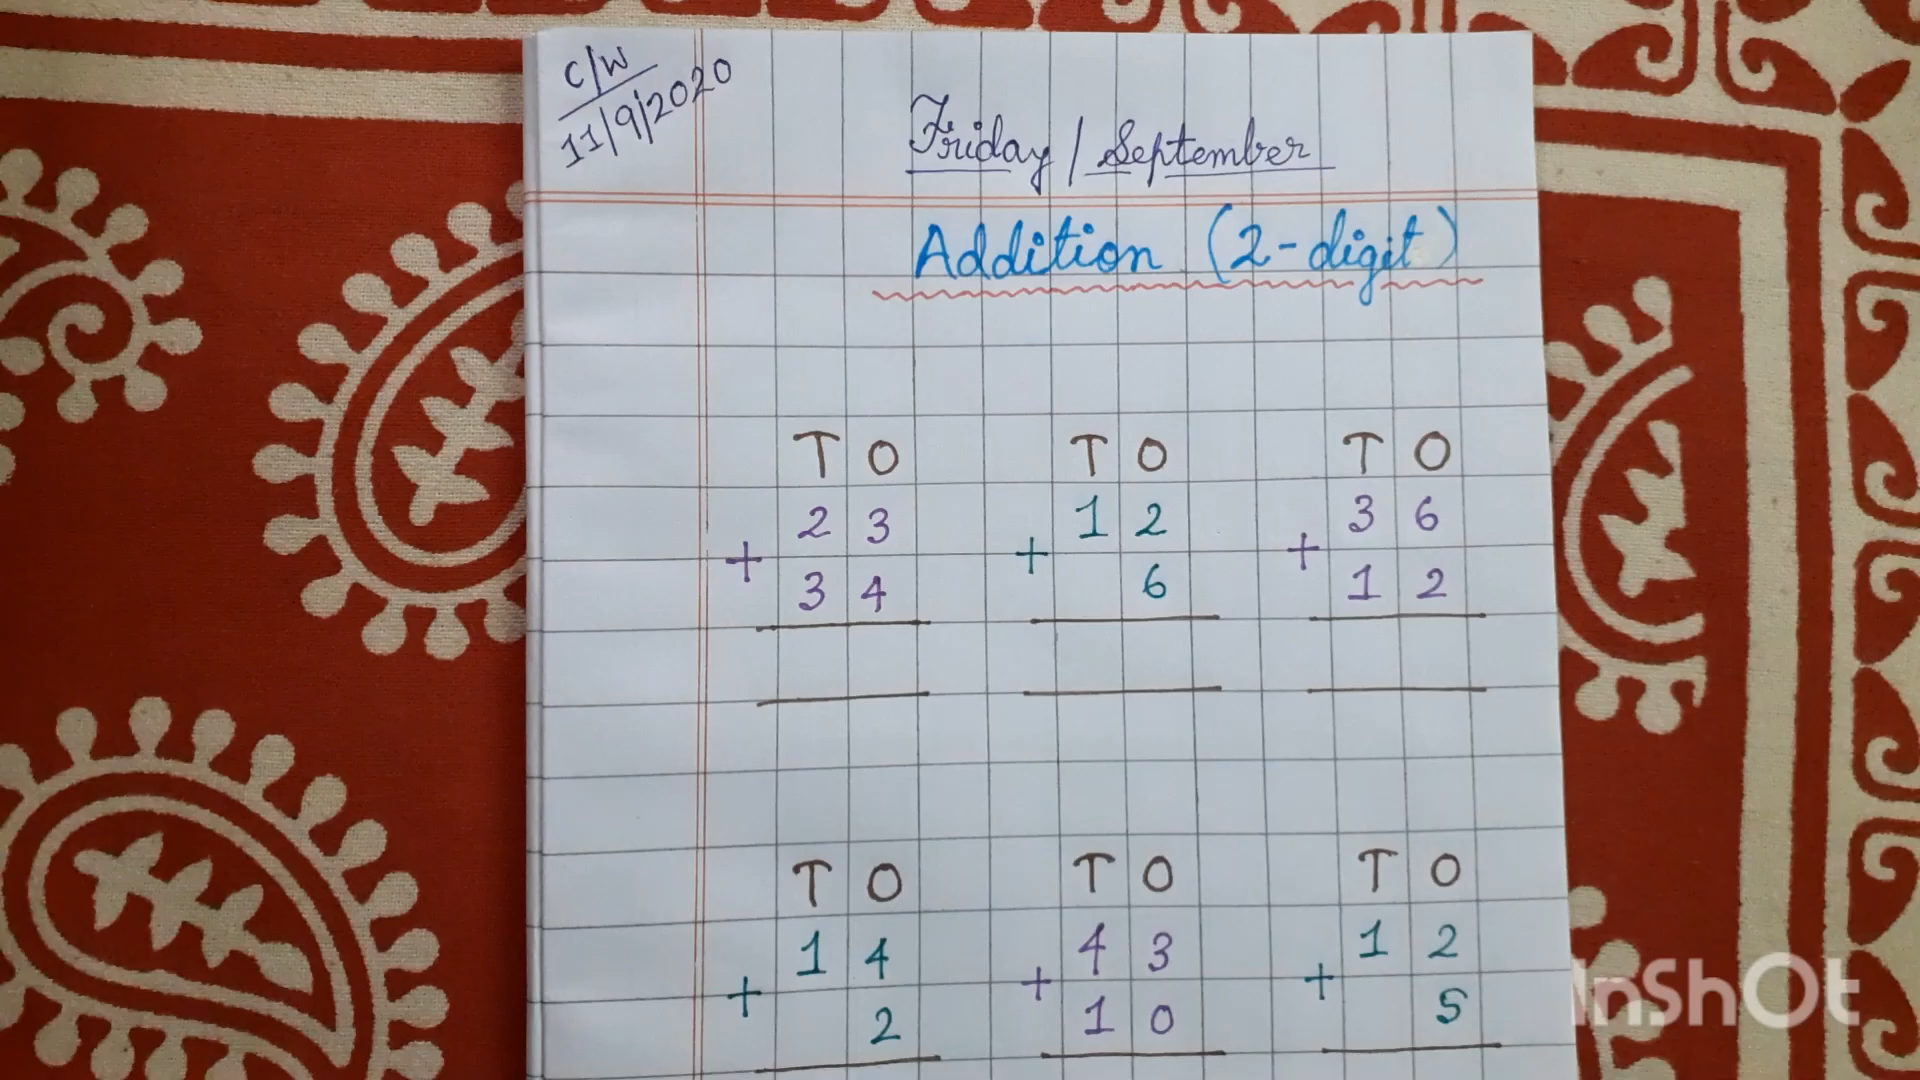 C/W
11/9/2020
Friday / September
Addition (2-digit)
T O T O T O
2 3 1 2 3 6
+ + +
3 4 6 1 2
T O T O T O
1 4 4 3 1 2
+ + +
2 1 0 5
InShOt